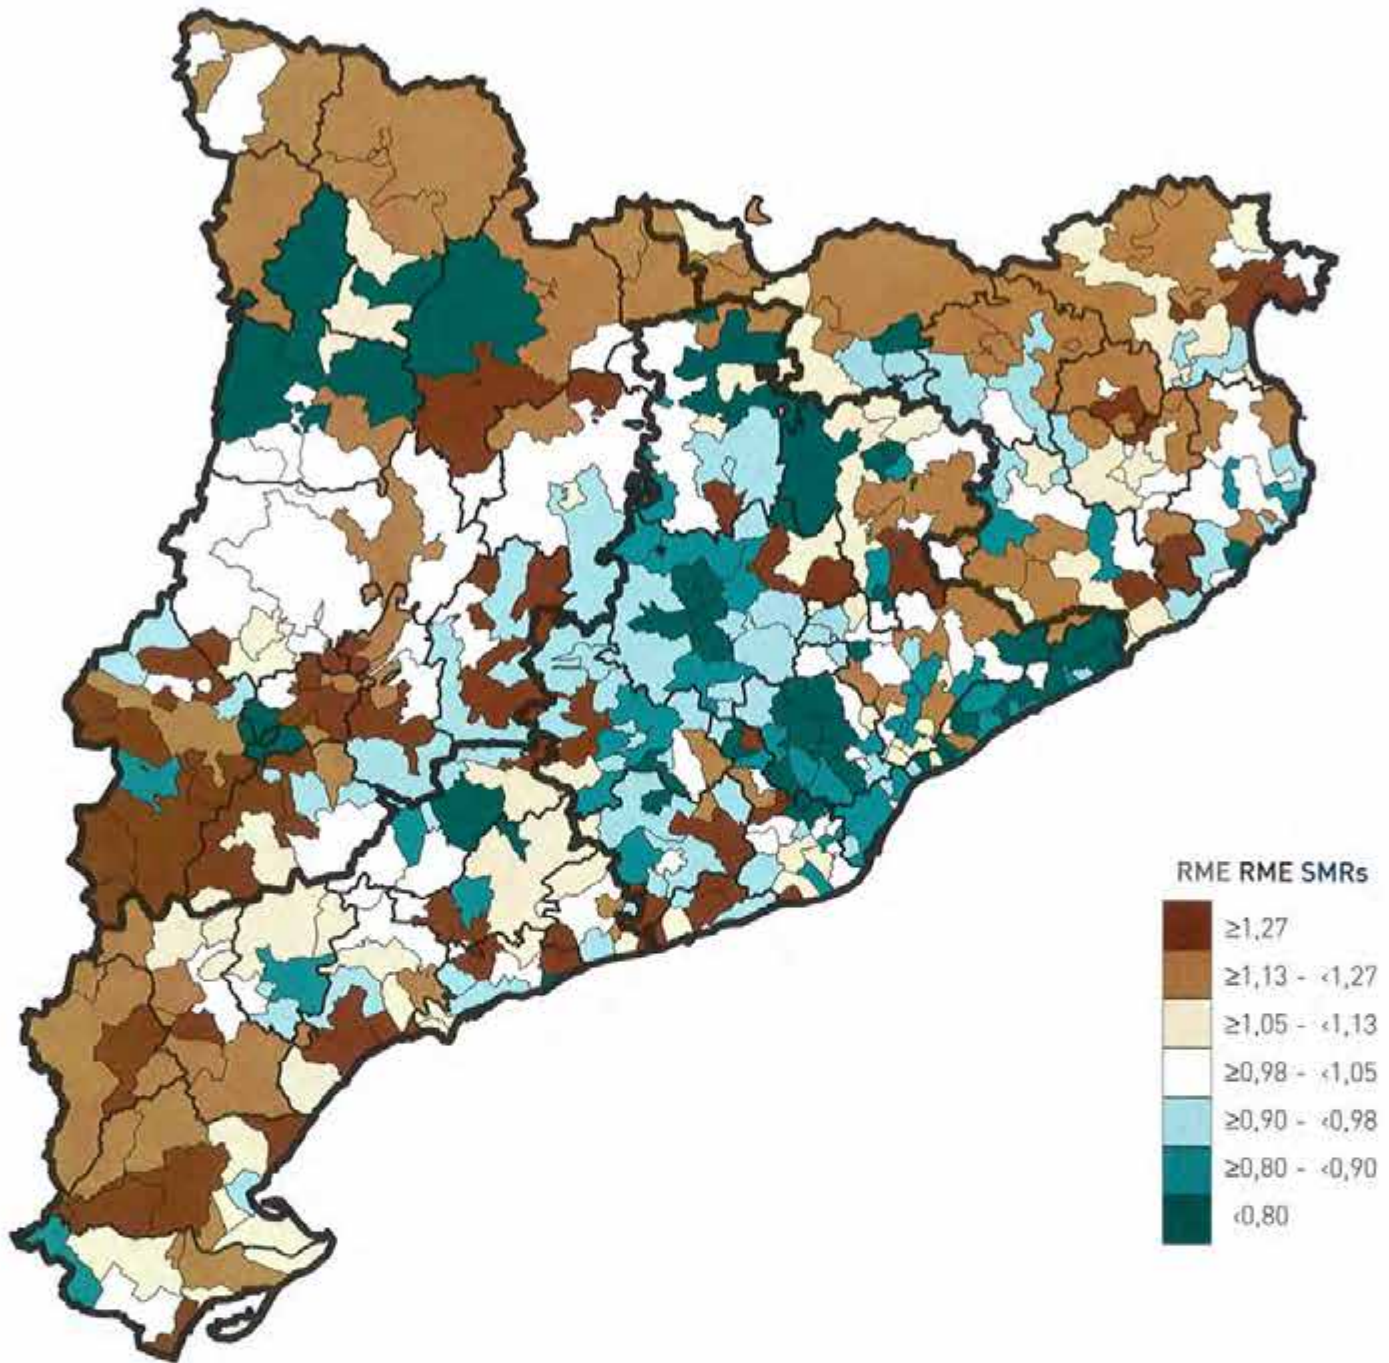 RME RME SMRs
≥1,27
≥1,13 - <1,27
≥1,05 - <1,13
≥0,98 - <1,05
≥0,90 - <0,98
≥0,80 - <0,90
<0,80